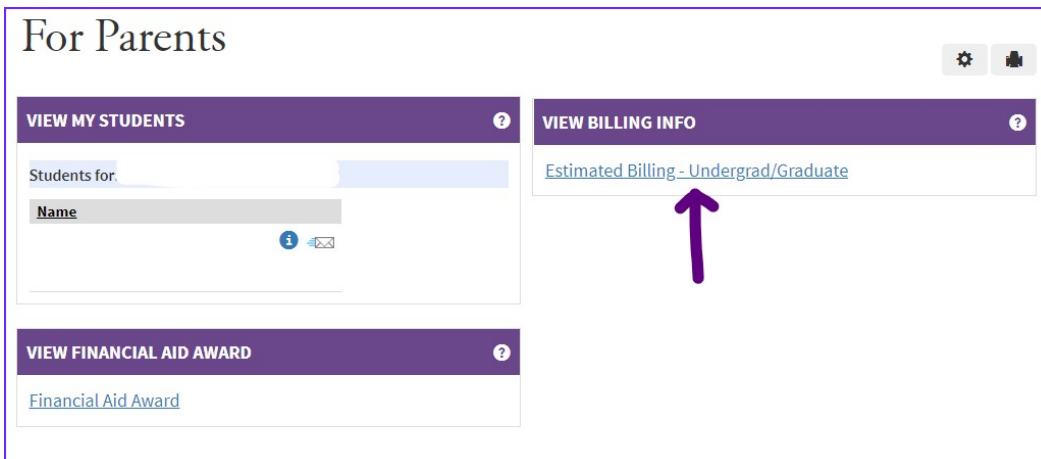 For Parents
VIEW MY STUDENTS
Students for
Name
VIEW FINANCIAL AID AWARD
Financial Aid Award
VIEW BILLING INFO
Estimated Billing - Undergrad/Graduate